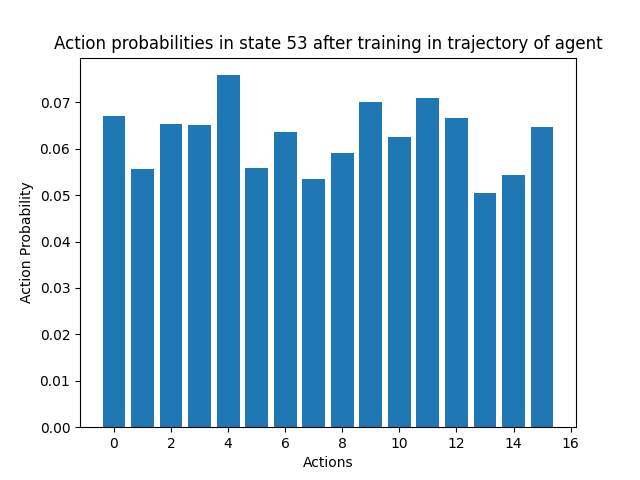 Action probabilities in state 53 after training in trajectory of agent
0.07
0.06
0.05
0.04
0.03
0.02
0.01
0.00
Action Probability
0 2 4 6 8 10 12 14 16
Actions